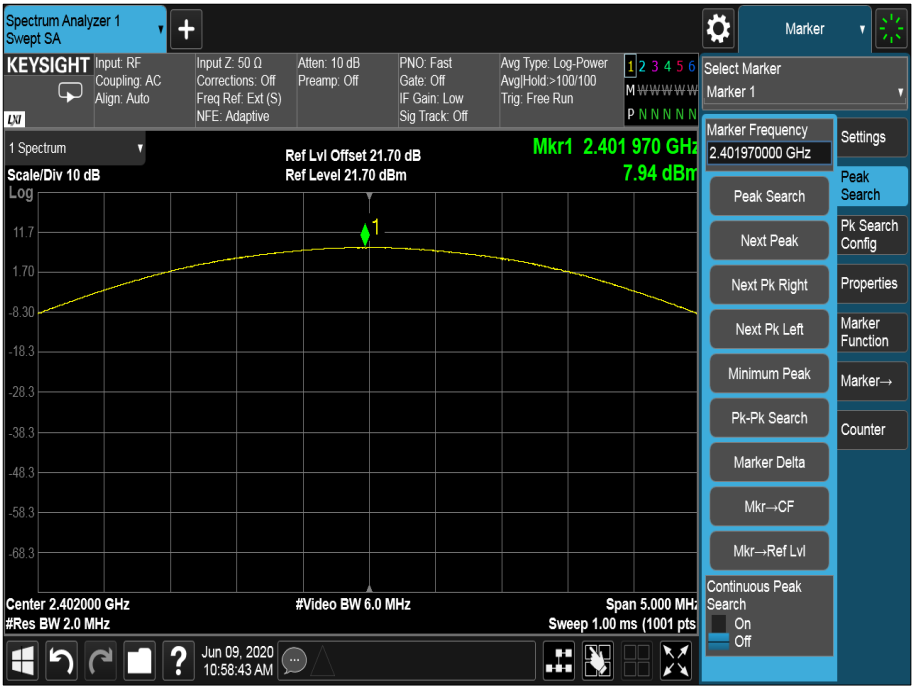 Spectrum Analyzer 1
Swept SA
+
Marker
KEYSIGHT
Input: RF
Coupling: AC
Align: Auto
Input Z: 50 Ω
Corrections: Off
Freq Ref: Ext (S)
NFE: Adaptive
Atten: 10 dB
Preamp: Off
PNO: Fast
Gate: Off
IF Gain: Low
Sig Track: Off
Avg Type: Log-Power
Avg|Hold:>100/100
Trig: Free Run
1 2 3 4 5 6
M W W W W W
P N N N N N
LXI
Select Marker
Marker 1
1 Spectrum
Scale/Div 10 dB
Log
Ref Lvl Offset 21.70 dB
Ref Level 21.70 dBm
Mkr1 2.401 970 GHz
7.94 dBm
1
11.7
1.70
-8.30
-18.3
-28.3
-38.3
-48.3
-58.3
-68.3
Center 2.402000 GHz
#Res BW 2.0 MHz
#Video BW 6.0 MHz
Span 5.000 MHz
Sweep 1.00 ms (1001 pts
Marker Frequency
2.401970000 GHz
Peak Search
Next Peak
Next Pk Right
Next Pk Left
Minimum Peak
Pk-Pk Search
Marker Delta
Mkr→CF
Mkr→Ref Lvl
Continuous Peak
Search
On
Off
Settings
Peak
Search
Pk Search
Config
Properties
Marker
Function
Marker→
Counter
?
Jun 09, 2020
10:58:43 AM